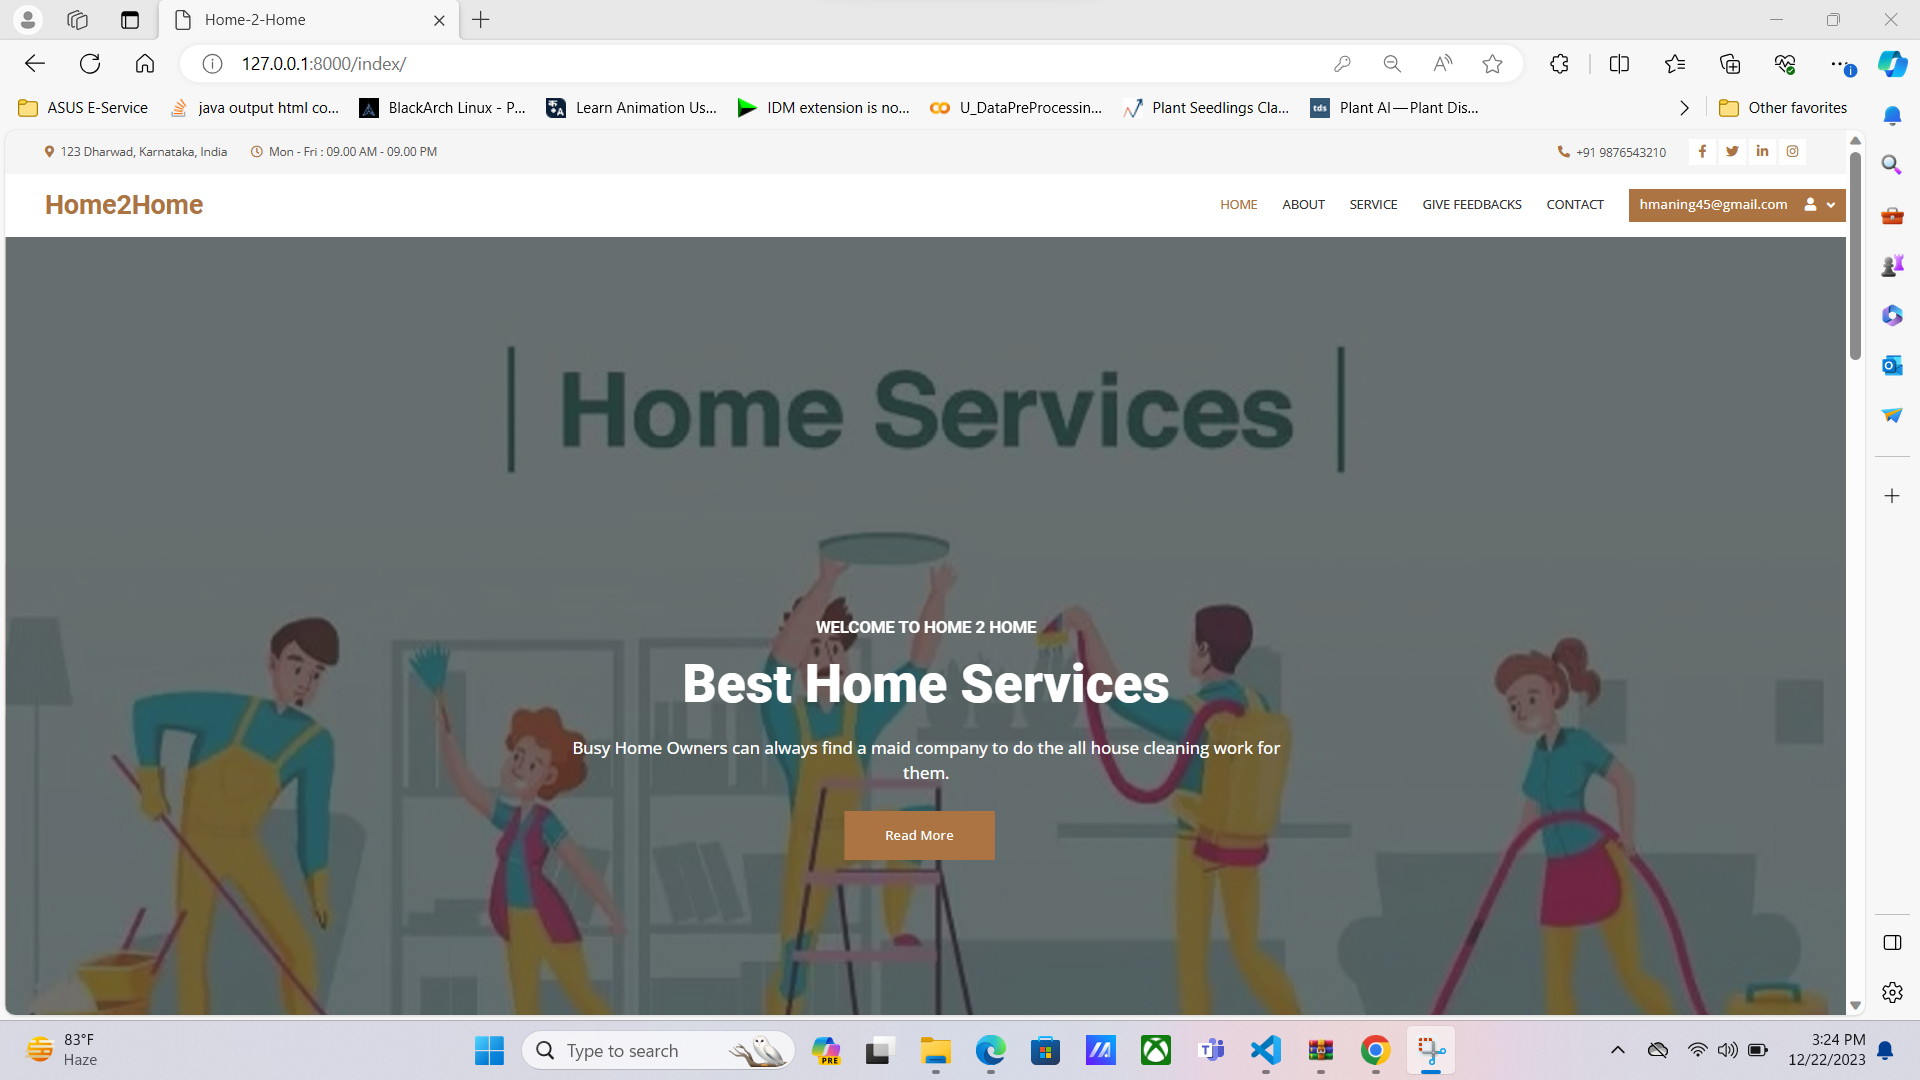 Home-2-Home
127.0.0.1:8000/index/
ASUS E-Service
java output html co...
BlackArch Linux - P...
Learn Animation Us...
IDM extension is no...
U_DataPreProcessin...
Plant Seedlings Cla...
tds
Plant AI — Plant Dis...
Other favorites
123 Dharwad, Karnataka, India
Mon - Fri : 09.00 AM - 09.00 PM
+91 9876543210
Home2Home
HOME
ABOUT
SERVICE
GIVE FEEDBACKS
CONTACT
hmaning45@gmail.com
Home Services
WELCOME TO HOME 2 HOME
Best Home Services
Busy Home Owners can always find a maid company to do the all house cleaning work for
them.
Read More
83°F
Haze
Type to search
PRE
3:24 PM
12/22/2023